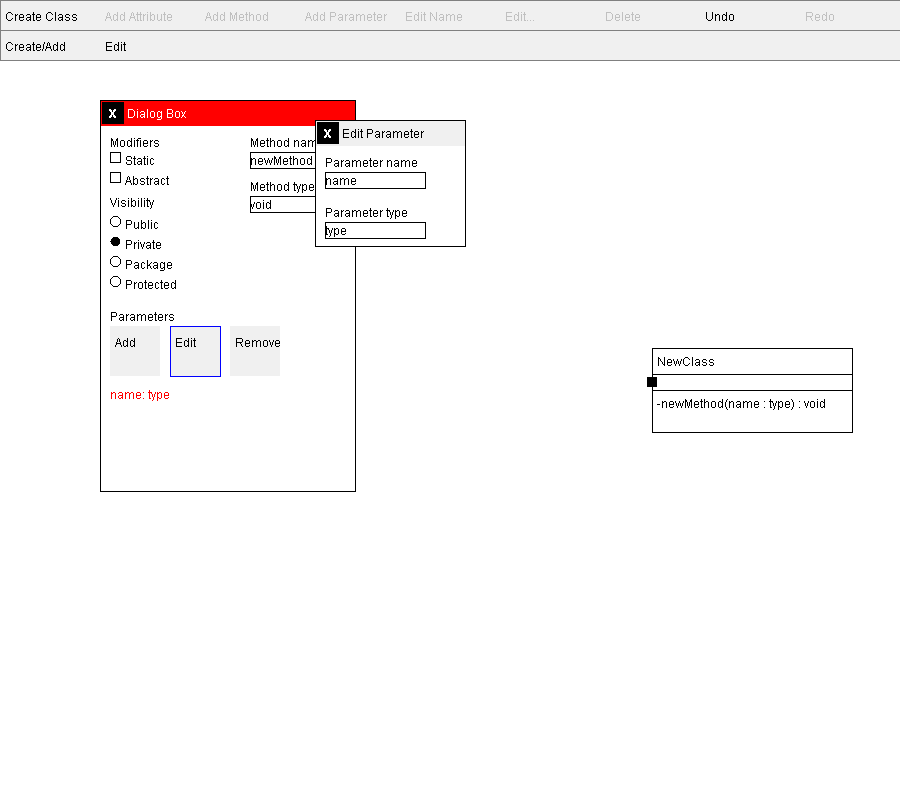 Create Class Add Attribute Add Method Add Parameter Edit Name Edit... Delete Undo Redo
Create/Add Edit
X Dialog Box
X Edit Parameter
Modifiers
Static
Abstract
Visibility
Public
Private
Package
Protected
Method nam
newMethod
Method type
void
Parameter name
name
Parameter type
type
Parameters
Add Edit Remove
name: type
NewClass
-newMethod(name : type) : void